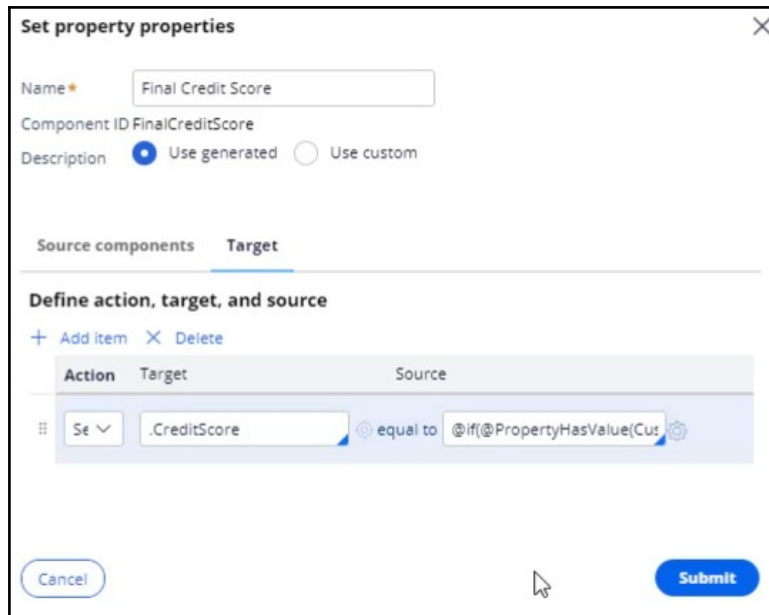 Set property properties
Name★ Final Credit Score
Component ID FinalCreditScore
Description Use generated Use custom
Source components Target
Define action, target, and source
+ Add item × Delete
Action Target Source
Se .CreditScore equal to @if(@PropertyHasValue(Cus
Cancel Submit